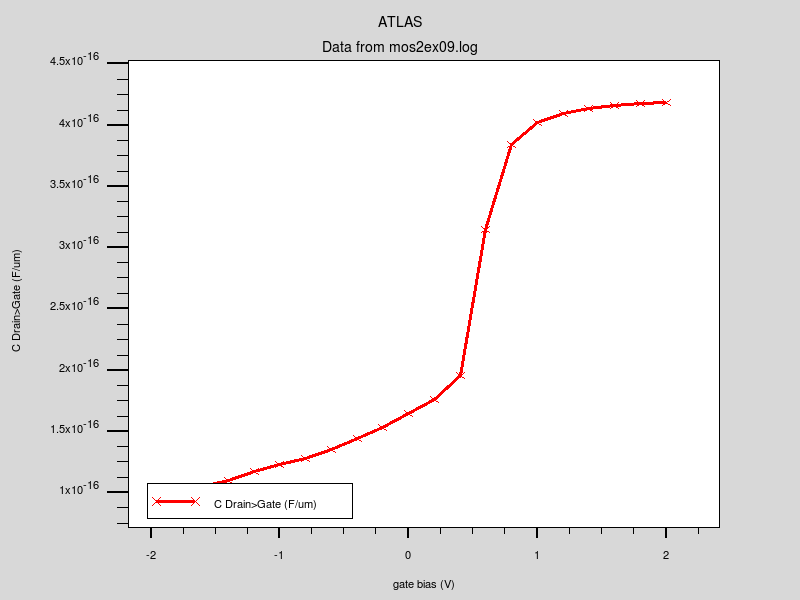 ATLAS
Data from mos2ex09.log
4.5x10-16
4x10-16
3.5x10-16
3x10-16
2.5x10-16
2x10-16
1.5x10-16
1x10-16
C Drain>Gate (F/um)
C Drain>Gate (F/um)
-2
-1
0
1
2
gate bias (V)